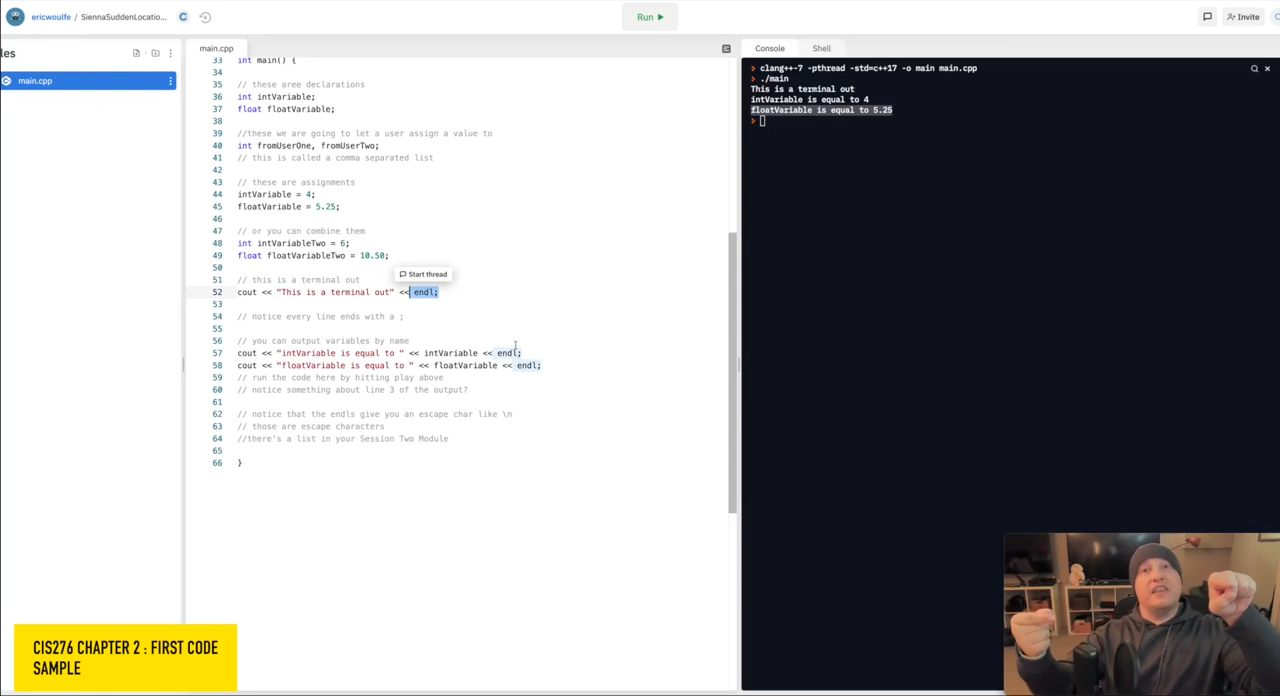 ericwoulfe / SiennaSuddenLocatio...
Run
Invite
les
main.cpp
main.cpp
33 int main() {
34
35 // these aree declarations
36 int intVariable;
37 float floatVariable;
38
39 //these we are going to let a user assign a value to
40 int fromUserOne, fromUserTwo;
41 // this is called a comma separated list
42
43 // these are assignments
44 intVariable = 4;
45 floatVariable = 5.25;
46
47 // or you can combine them
48 int intVariableTwo = 6;
49 float floatVariableTwo = 10.50;
50
Start thread
51 // this is a terminal out
52 cout << "This is a terminal out" << endl;
53
54 // notice every line ends with a ;
55
56 // you can output variables by name
57 cout << "intVariable is equal to " << intVariable << endl;
58 cout << "floatVariable is equal to " << floatVariable << endl;
59 // run the code here by hitting play above
60 // notice something about line 3 of the output?
61
62 // notice that the endls give you an escape char like \n
63 // those are escape characters
64 //there's a list in your Session Two Module
65
66 }
Console Shell
> clang++-7 -pthread -std=c++17 -o main main.cpp
> ./main
This is a terminal out
intVariable is equal to 4
floatVariable is equal to 5.25
>
CIS276 CHAPTER 2 : FIRST CODE
SAMPLE